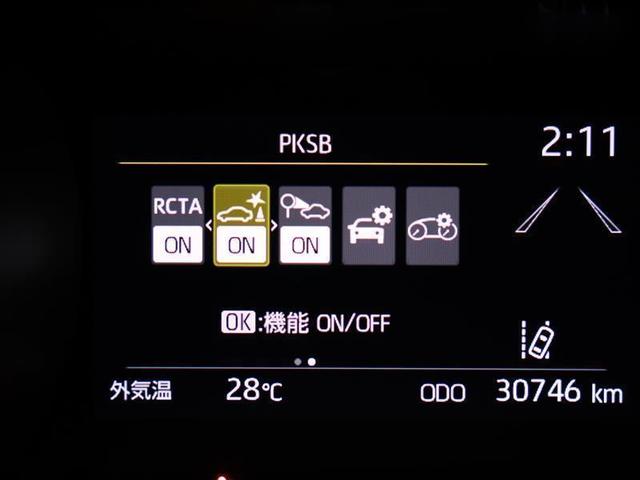 PKSB
2:11
RCTA
ON
ON
ON
OK:機能 ON/OFF
外気温 28℃ ODO 30746 km